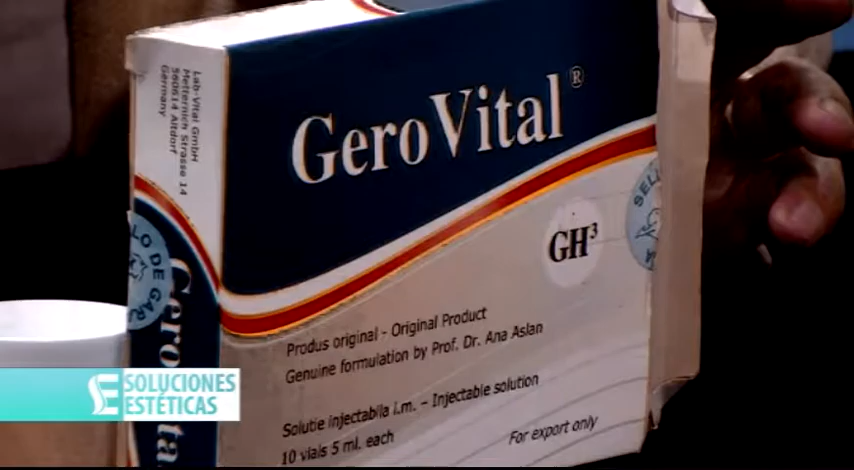 GeroVital®
GH³
Produs original - Original Product
Genuine formulation by Prof. Dr. Ana Aslan
Solutie injectabila i.m. – Injectable solution
10 vials 5 ml. each
For export only
Lab-Vital GmbH
Metternich Strasse 14
560614 Altdorf
Germany
SOLUCIONES
ESTÉTICAS